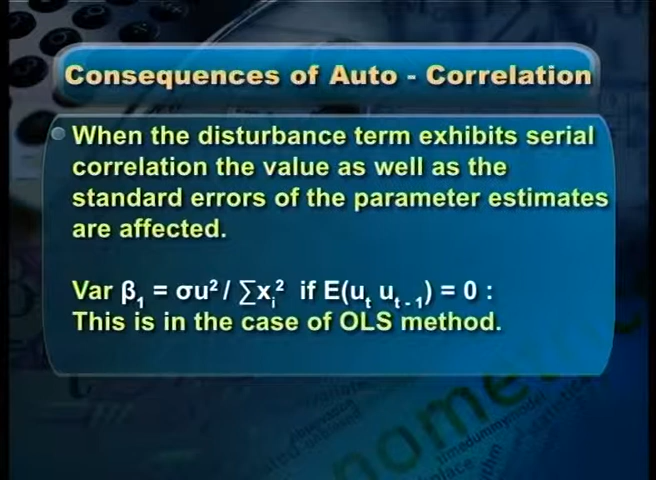 Consequences of Auto - Correlation
When the disturbance term exhibits serial
correlation the value as well as the
standard errors of the parameter estimates
are affected.
Var β₁ = σu² / ∑xᵢ² if E(uₜ uₜ₋₁) = 0 :
This is in the case of OLS method.
nometri